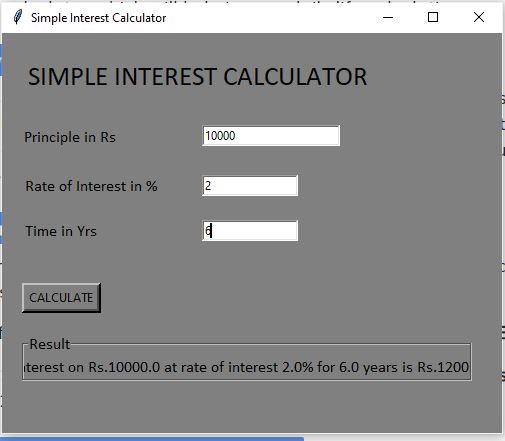 Simple Interest Calculator
SIMPLE INTEREST CALCULATOR
Principle in Rs 10000
Rate of Interest in % 2
Time in Yrs 6
CALCULATE
Result
on Rs.10000.0 at rate of interest 2.0% for 6.0 years is Rs.1200